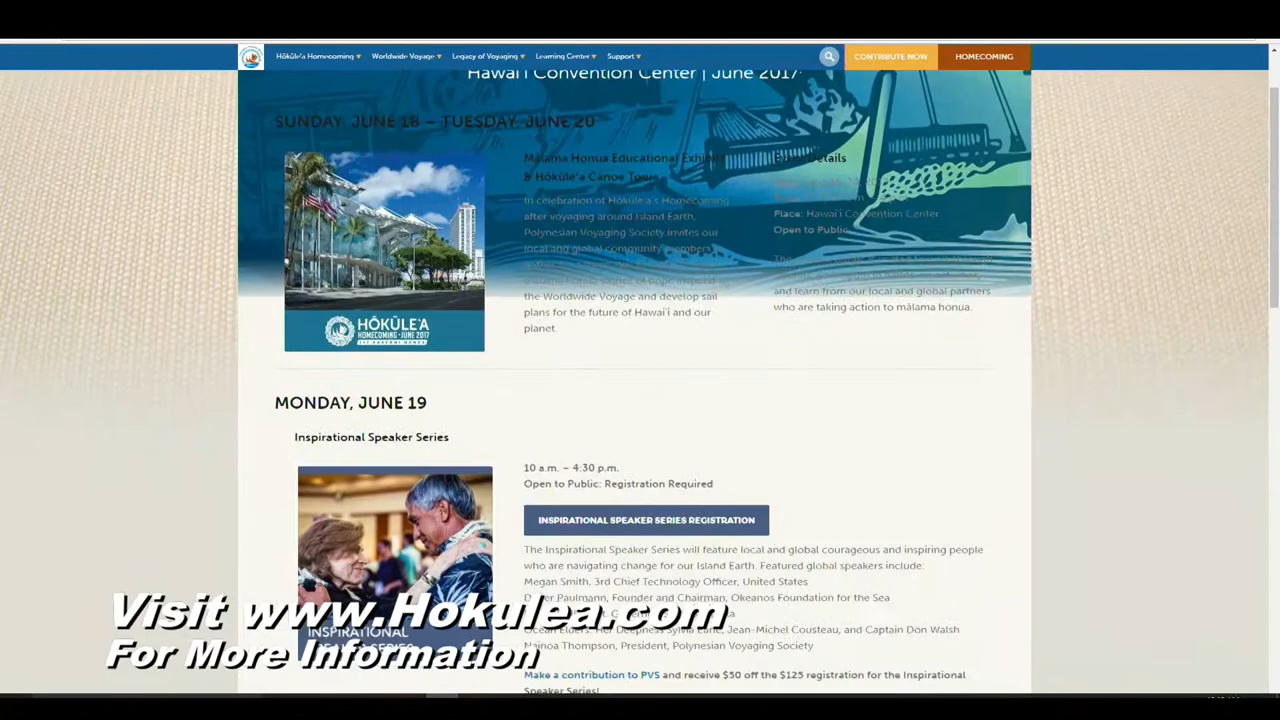 Hōkūleʻa Homecoming Worldwide Voyage Legacy of Voyaging Learning Center Support CONTRIBUTE NOW HOMECOMING
Hawaiʻi Convention Center | June 2017
SUNDAY, JUNE 18 – TUESDAY, JUNE 20
Mālama Honua Educational Exhibits
& Hōkūleʻa Canoe Tours
In celebration of Hōkūleʻa's Homecoming
after voyaging around Island Earth,
Polynesian Voyaging Society invites our
local and global community members
the Worldwide Voyage and develop sail
plans for the future of Hawaiʻi and our
planet.
Event Details
Place: Hawaiʻi Convention Center
Open to Public
and learn from our local and global partners
who are taking action to mālama honua.
HŌKŪLEʻA
HOMECOMING • JUNE 2017
MONDAY, JUNE 19
Inspirational Speaker Series
10 a.m. – 4:30 p.m.
Open to Public: Registration Required
INSPIRATIONAL SPEAKER SERIES REGISTRATION
The Inspirational Speaker Series will feature local and global courageous and inspiring people
who are navigating change for our Island Earth. Featured global speakers include:
Megan Smith, 3rd Chief Technology Officer, United States
Paulmann, Founder and Chairman, Okeanos Foundation for the Sea
Ocean Elders: Her Deepness Sylvia Earle, Jean-Michel Cousteau, and Captain Don Walsh
Nainoa Thompson, President, Polynesian Voyaging Society
Make a contribution to PVS and receive $50 off the $125 registration for the Inspirational
Speaker Series!
INSPIRATIONAL
Visit www.Hokulea.com
For More Information